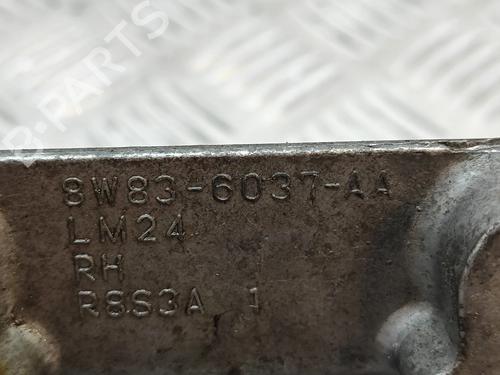 B-PARTS
8W83-6037-AA
LM24
RH
R8S3A 1